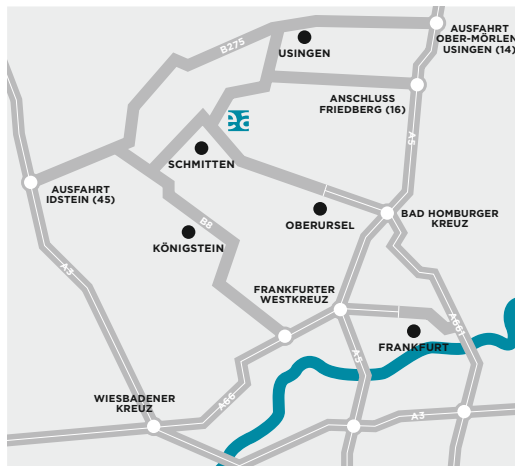 AUSFAHRT
OBER-MÖRLEN
USINGEN (14)
B275
USINGEN
ANSCHLUSS
FRIEDBERG (16)
A5
ea
SCHMITTEN
AUSFAHRT
IDSTEIN (45)
OBERURSEL
BAD HOMBURGER
KREUZ
B8
KÖNIGSTEIN
A3
FRANKFURTER
WESTKREUZ
A661
FRANKFURT
A5
WIESBADENER
KREUZ
A66
A3